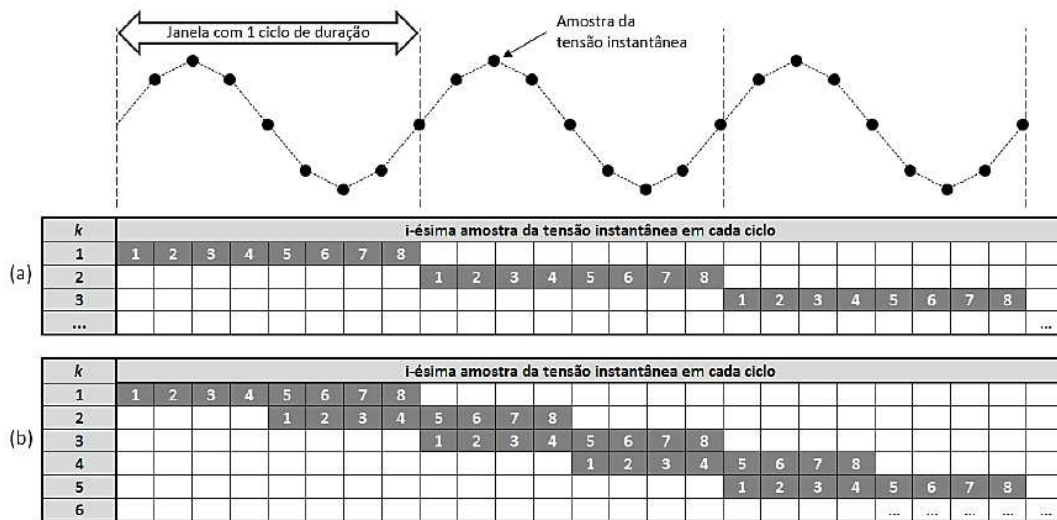 Janela com 1 ciclo de duração
Amostra da
tensão instantânea
(a)
k i-ésima amostra da tensão instantânea em cada ciclo
1 1 2 3 4 5 6 7 8
2 1 2 3 4 5 6 7 8
3 1 2 3 4 5 6 7 8
... ...
(b)
k i-ésima amostra da tensão instantânea em cada ciclo
1 1 2 3 4 5 6 7 8
2 1 2 3 4 5 6 7 8
3 1 2 3 4 5 6 7 8
4 1 2 3 4 5 6 7 8
5 1 2 3 4 5 6 7 8
6 ... ... ... ... ...